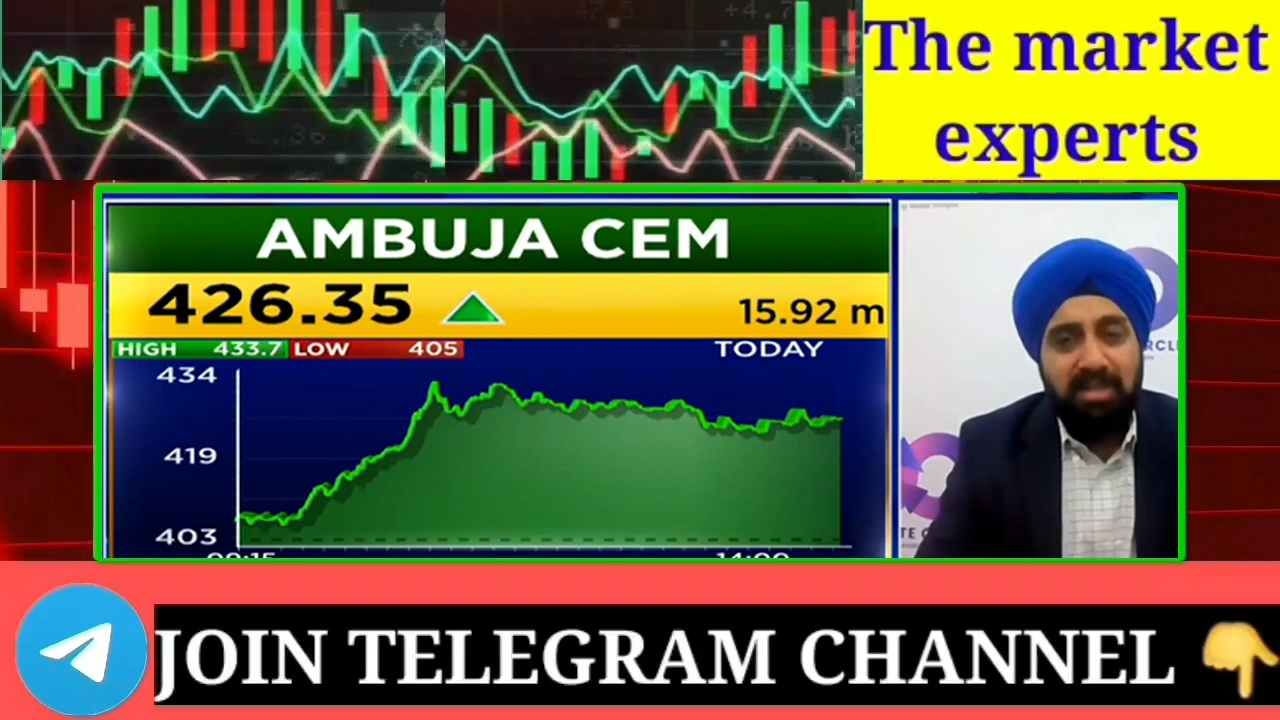 The market
experts
AMBUJA CEM
426.35
15.92 m
HIGH 433.7 LOW 405
TODAY
434
419
403
JOIN TELEGRAM CHANNEL